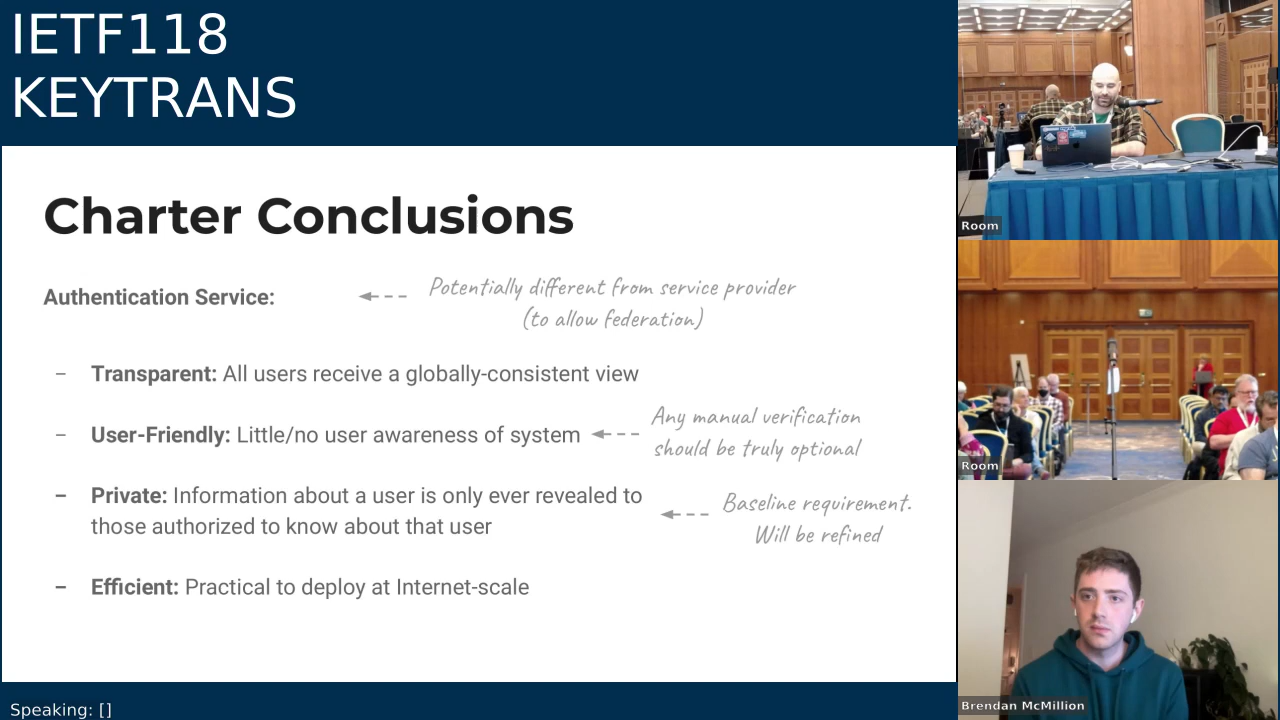 IETF118
KEYTRANS
Charter Conclusions
Authentication Service:
Potentially different from service provider
(to allow federation)
– Transparent: All users receive a globally-consistent view
– User-Friendly: Little/no user awareness of system
Any manual verification
should be truly optional
– Private: Information about a user is only ever revealed to
those authorized to know about that user
Baseline requirement.
Will be refined
– Efficient: Practical to deploy at Internet-scale
Speaking: []
Room
Room
Brendan McMillion